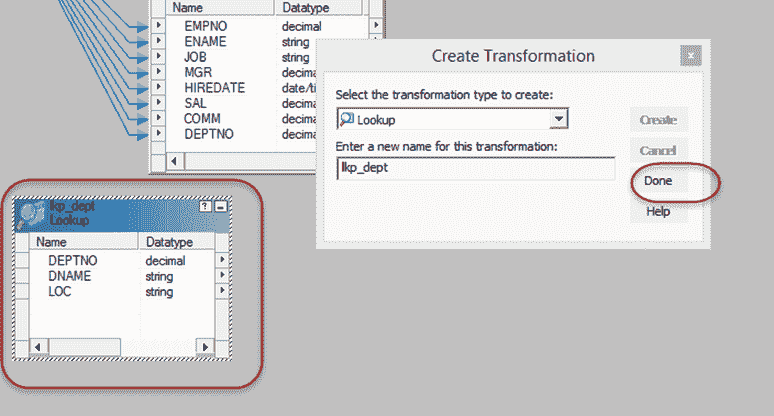 Name Datatype
EMPNO decimal
ENAME string
JOB string
MGR decima
HIREDATE date/ti
SAL decima
COMM decima
DEPTNO decima
Create Transformation
x
Select the transformation type to create:
Lookup
Create
Enter a new name for this transformation:
Cancel
lkp_dept
Done
Help
lkp_dept
Lookup
?
Name Datatype
DEPTNO decimal
DNAME string
LOC string